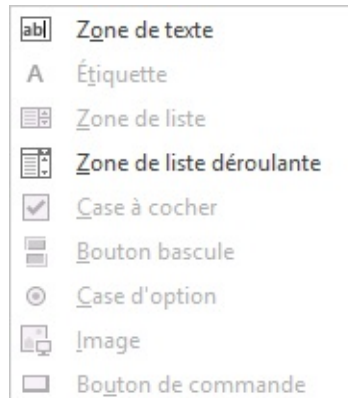 ab Zone de texte
A Étiquette
Zone de liste
Zone de liste déroulante
Case à cocher
Bouton bascule
Case d'option
Image
Bouton de commande